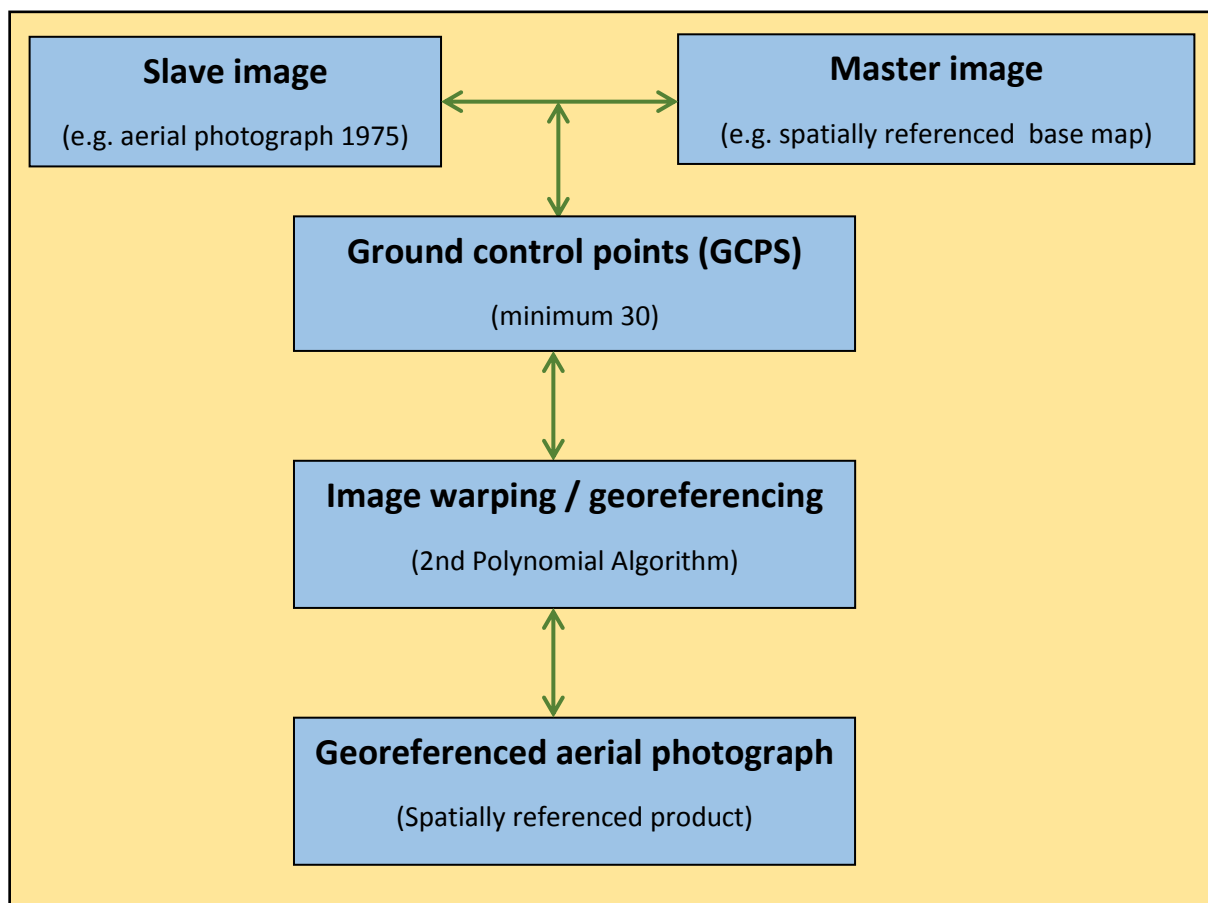 Slave image
(e.g. aerial photograph 1975)
Master image
(e.g. spatially referenced  base map)
Ground control points (GCPS)
(minimum 30)
Image warping / georeferencing
(2nd Polynomial Algorithm)
Georeferenced aerial photograph
(Spatially referenced product)